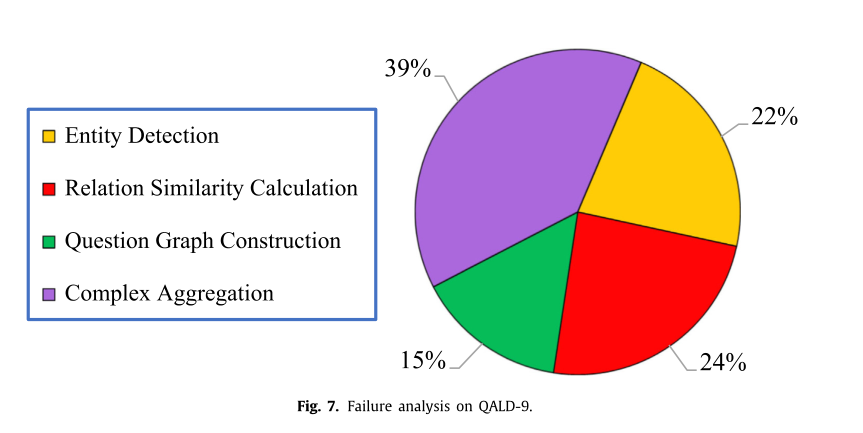 39%
22%
Entity Detection
Relation Similarity Calculation
Question Graph Construction
Complex Aggregation
15%
24%
Fig. 7. Failure analysis on QALD-9.